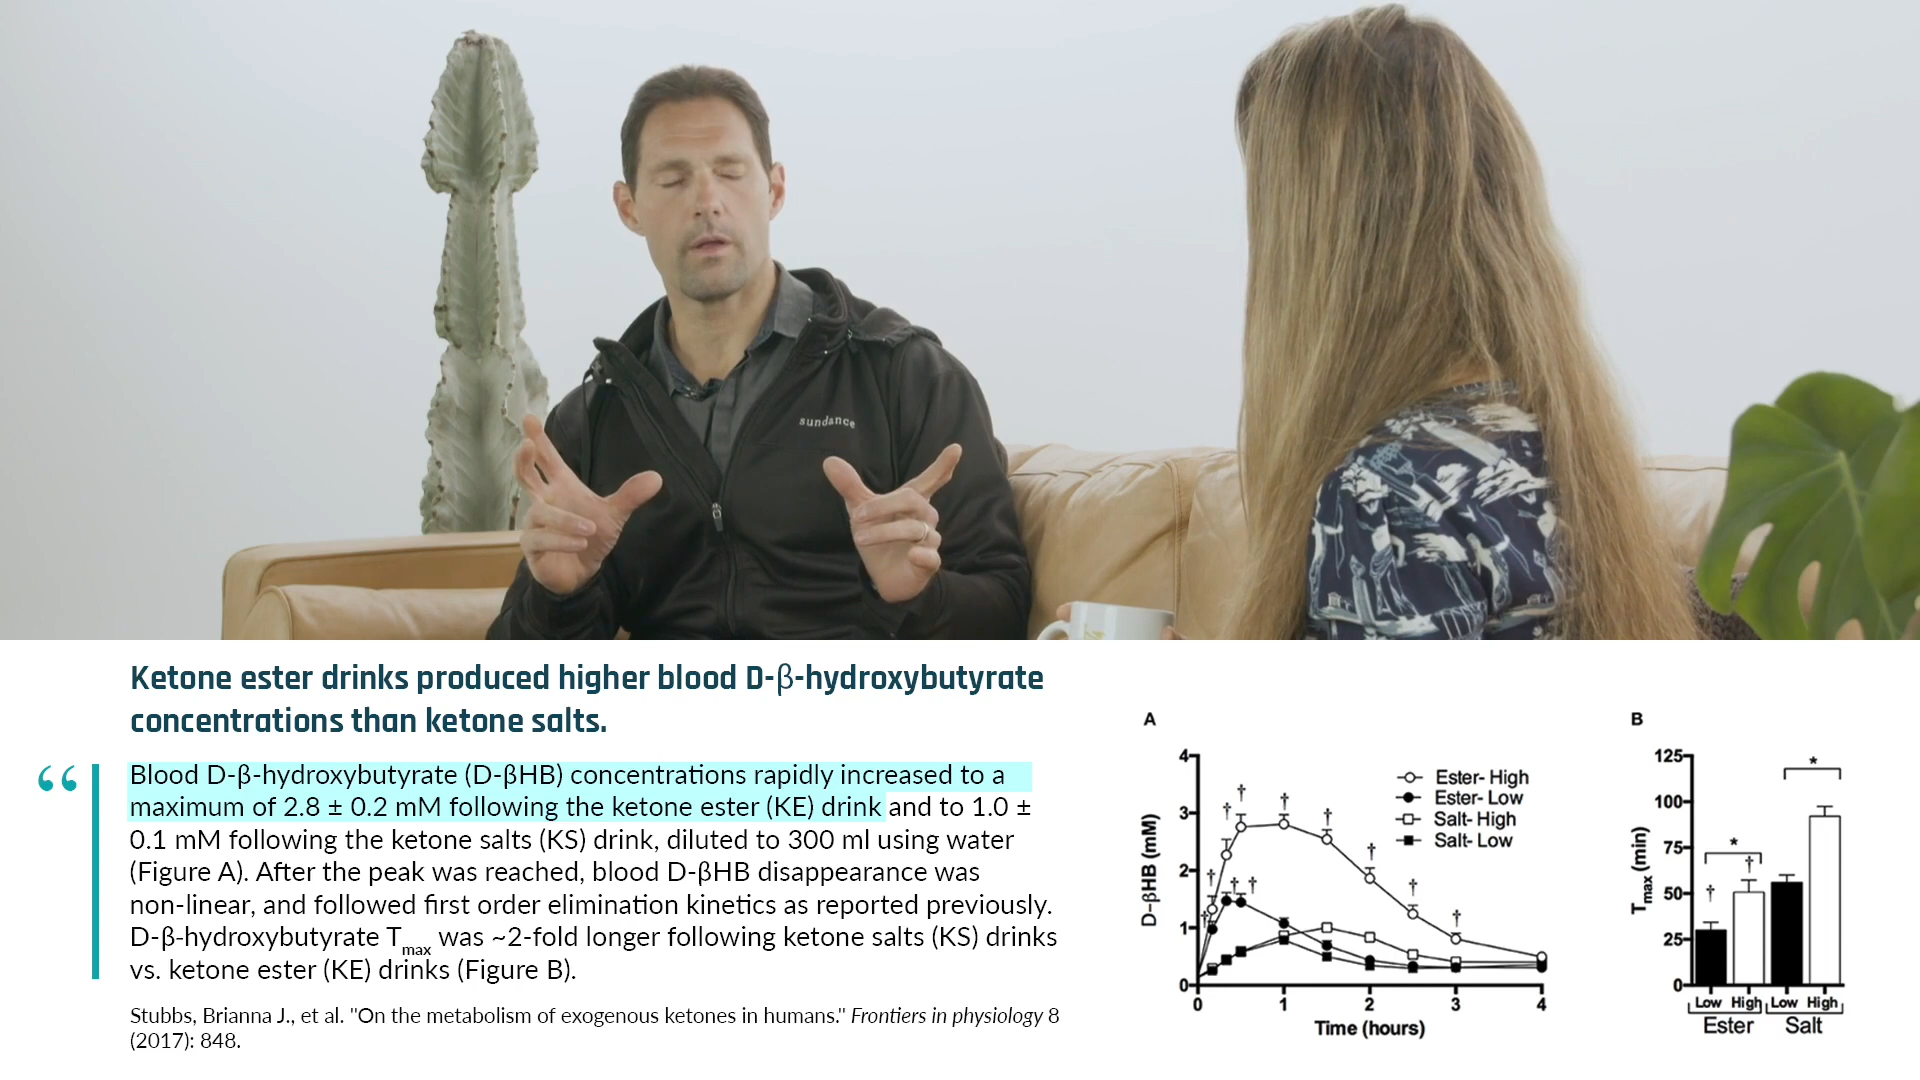 sundance
Ketone ester drinks produced higher blood D-β-hydroxybutyrate
concentrations than ketone salts.
“
Blood D-β-hydroxybutyrate (D-βHB) concentrations rapidly increased to a
maximum of 2.8 ± 0.2 mM following the ketone ester (KE) drink and to 1.0 ±
0.1 mM following the ketone salts (KS) drink, diluted to 300 ml using water
(Figure A). After the peak was reached, blood D-βHB disappearance was
non-linear, and followed first order elimination kinetics as reported previously.
D-β-hydroxybutyrate Tmax was ~2-fold longer following ketone salts (KS) drinks
vs. ketone ester (KE) drinks (Figure B).
Stubbs, Brianna J., et al. "On the metabolism of exogenous ketones in humans." Frontiers in physiology 8
(2017): 848.
A
D-βHB (mM)
4
3
2
1
0
0 1 2 3 4
Time (hours)
Ester- High
Ester- Low
Salt- High
Salt- Low
† † † † † † † † † † † †
B
Tmax (min)
125
100
75
50
25
0
* *
† †
Low High Low High
Ester Salt